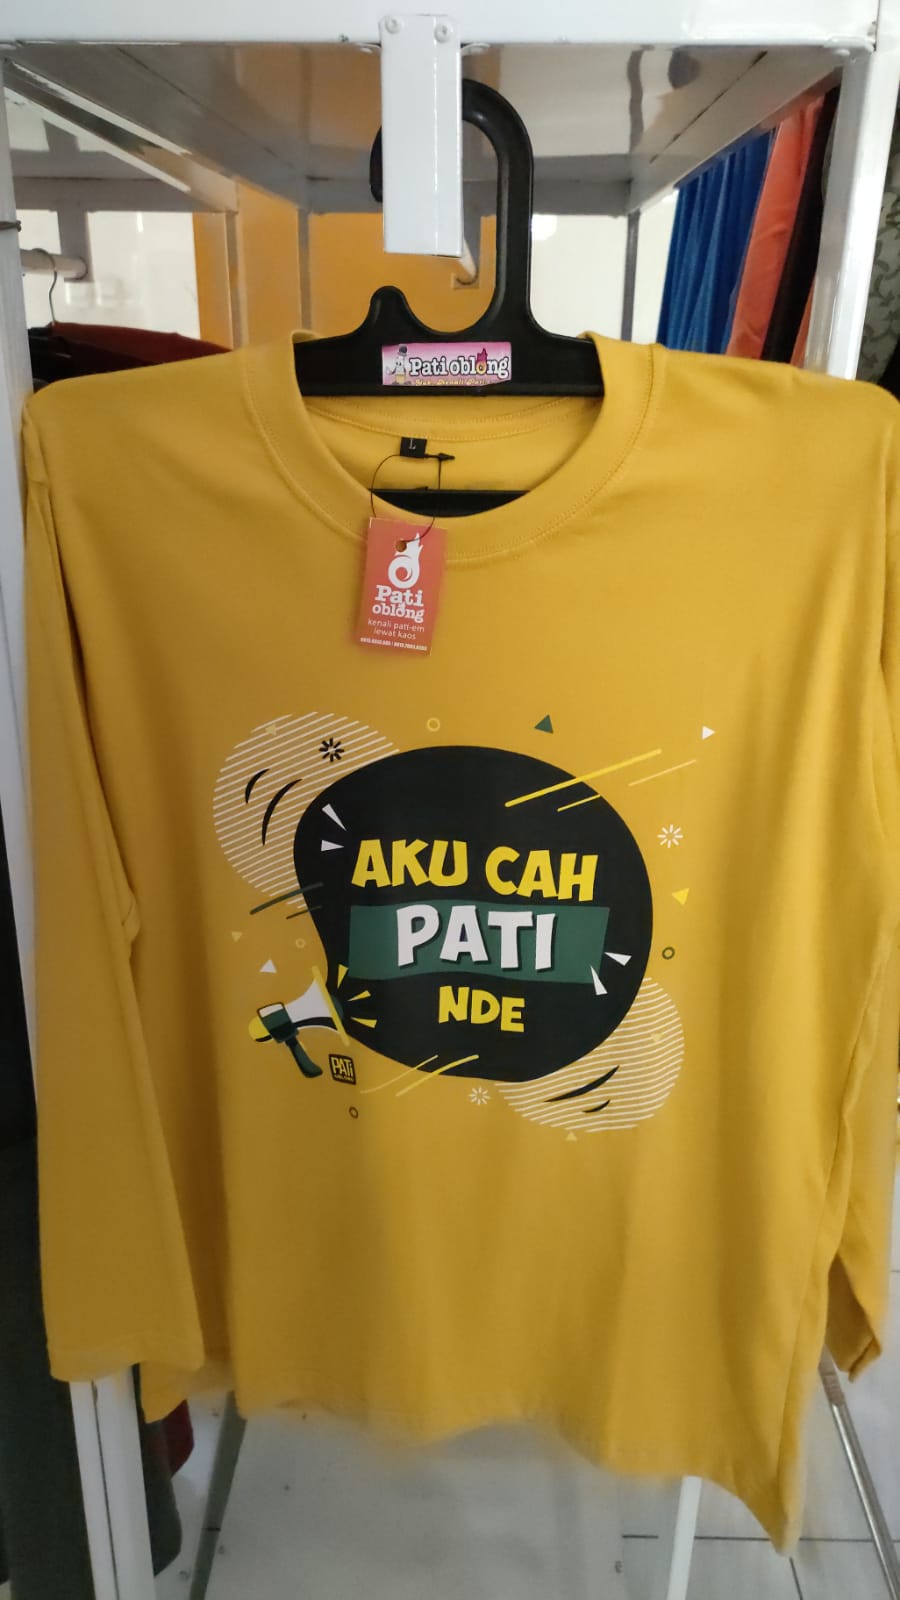 Pati oblong
L
Pati
oblong
kenali pati-em
lewat kaos
AKU CAH
PATI
NDE
PATI